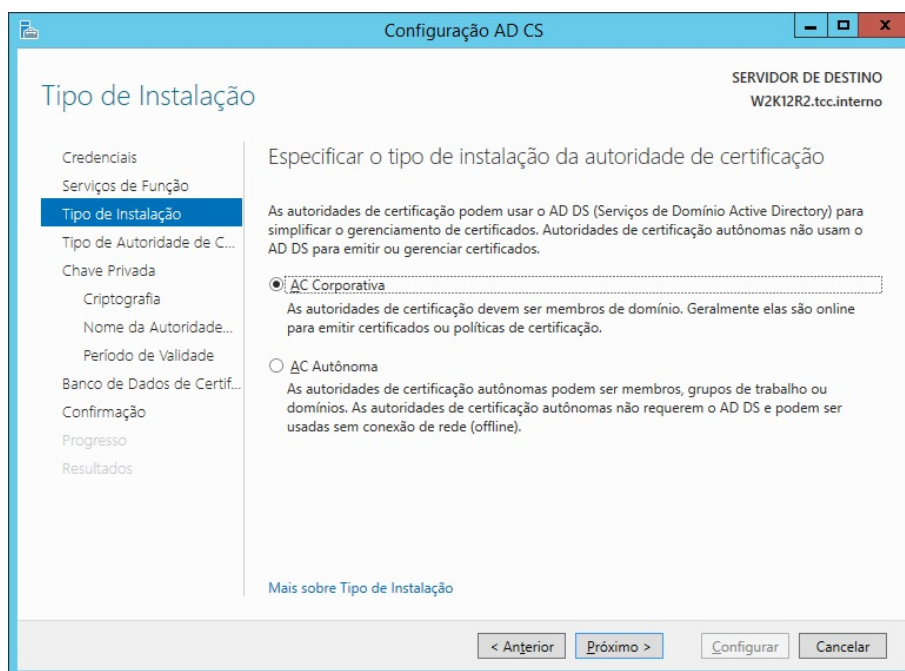 Configuração AD CS
Tipo de Instalação
SERVIDOR DE DESTINO
W2K12R2.tcc.interno
Credenciais
Serviços de Função
Tipo de Instalação
Tipo de Autoridade de C...
Chave Privada
Criptografia
Nome da Autoridade...
Período de Validade
Banco de Dados de Certif...
Confirmação
Progresso
Resultados
Especificar o tipo de instalação da autoridade de certificação
As autoridades de certificação podem usar o AD DS (Serviços de Domínio Active Directory) para
simplificar o gerenciamento de certificados. Autoridades de certificação autônomas não usam o
AD DS para emitir ou gerenciar certificados.
AC Corporativa
As autoridades de certificação devem ser membros de domínio. Geralmente elas são online
para emitir certificados ou políticas de certificação.
AC Autônoma
As autoridades de certificação autônomas podem ser membros, grupos de trabalho ou
domínios. As autoridades de certificação autônomas não requerem o AD DS e podem ser
usadas sem conexão de rede (offline).
Mais sobre Tipo de Instalação
< Anterior
Próximo >
Configurar
Cancelar